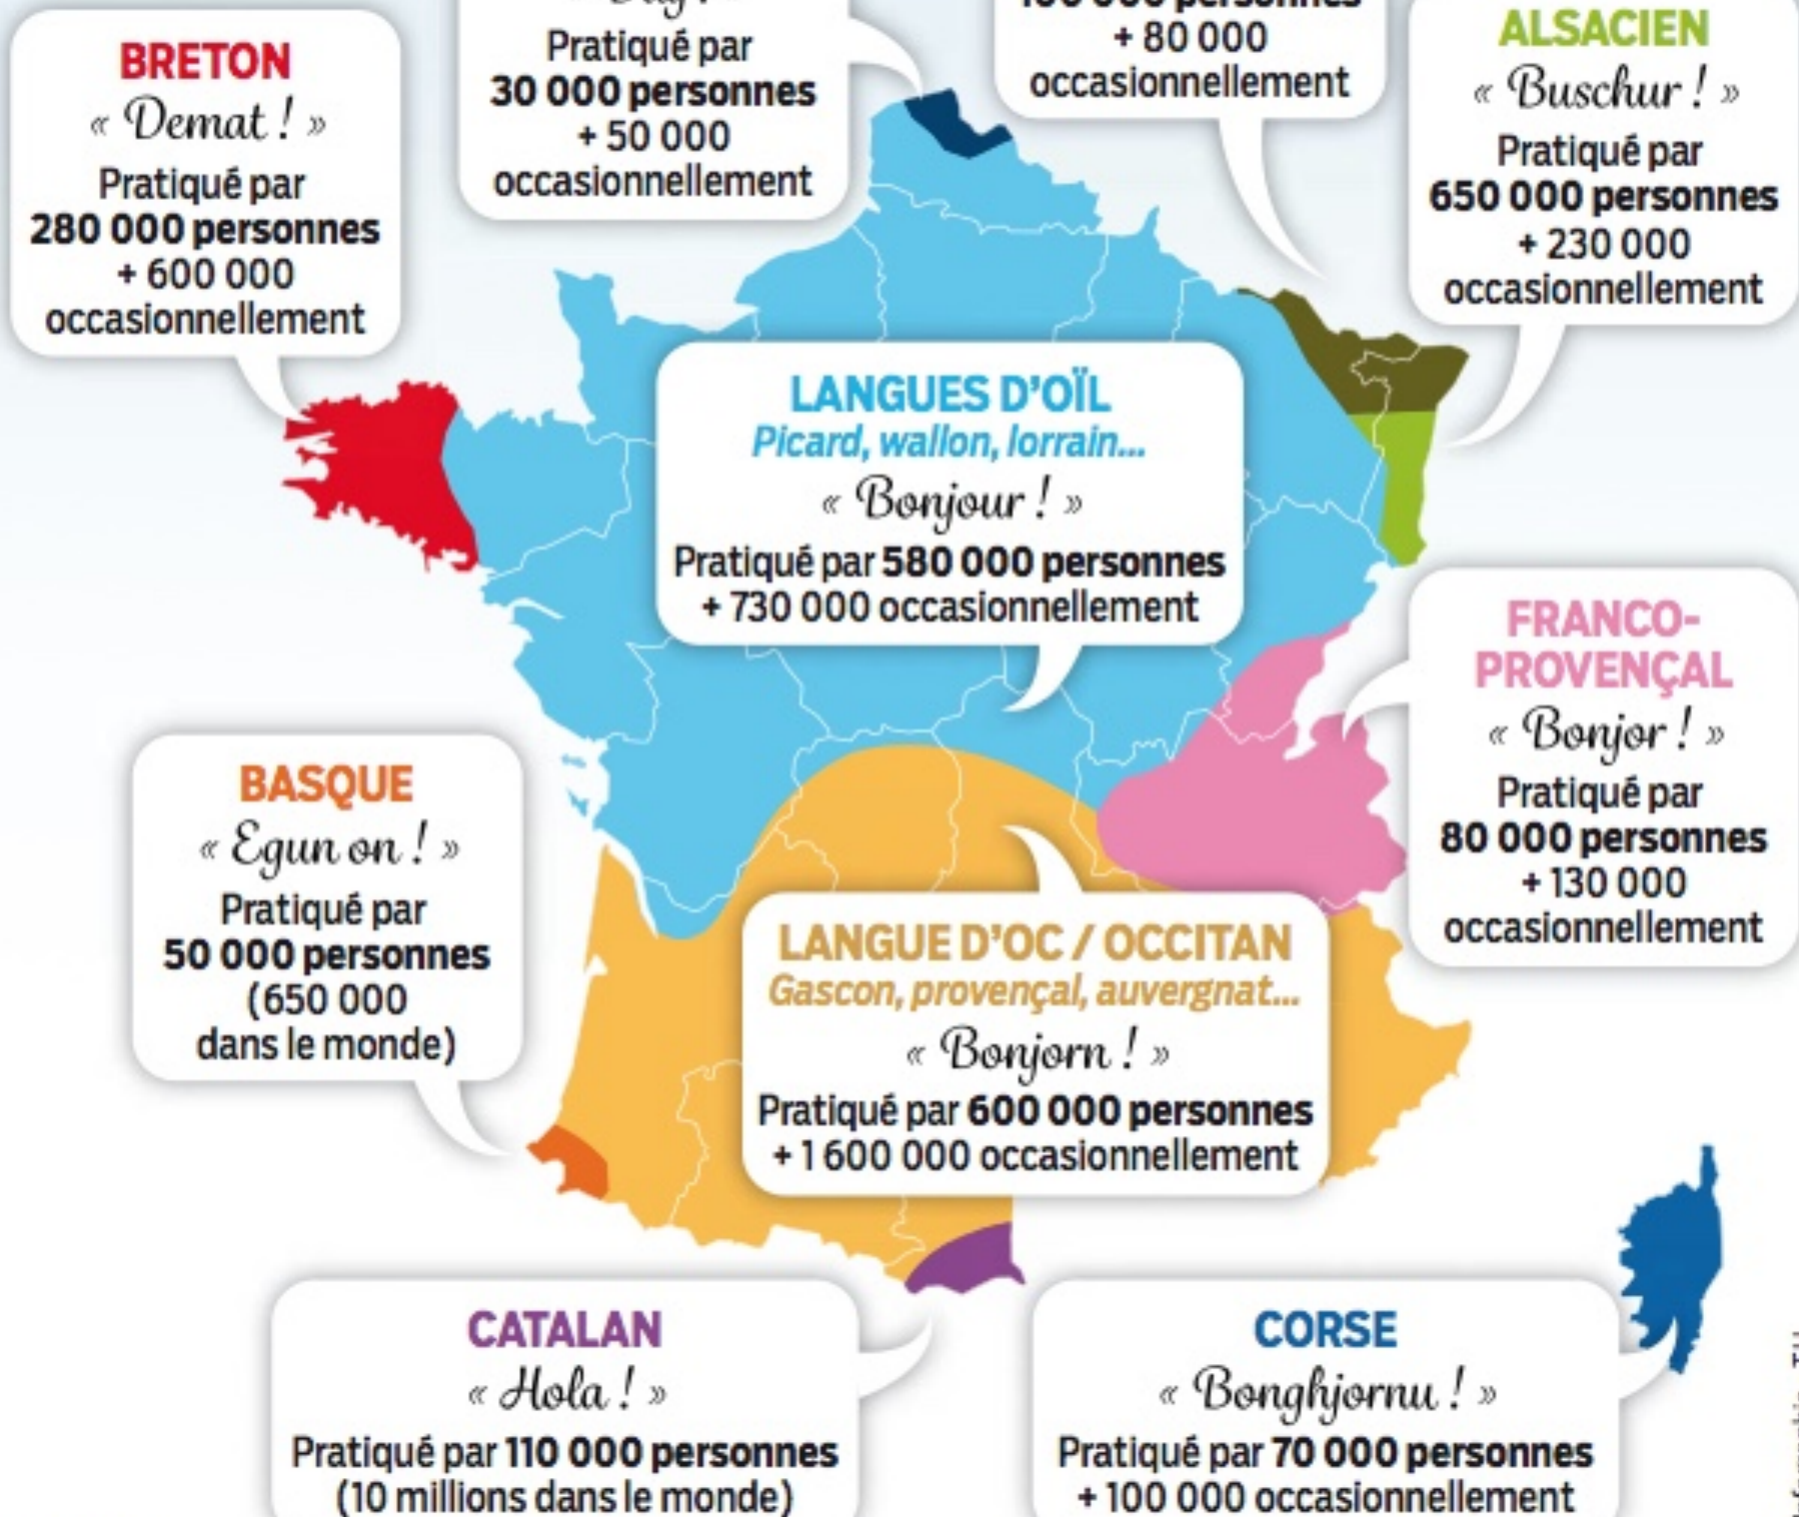 BRETON
« Demat ! »
Pratiqué par
280 000 personnes
+ 600 000
occasionnellement
Pratiqué par
30 000 personnes
+ 50 000
occasionnellement
100 000 personnes
+ 80 000
occasionnellement
ALSACIEN
« Buschur ! »
Pratiqué par
650 000 personnes
+ 230 000
occasionnellement
LANGUES D'OÏL
Picard, wallon, lorrain...
« Bonjour ! »
Pratiqué par 580 000 personnes
+ 730 000 occasionnellement
FRANCO-
PROVENÇAL
« Bonjor ! »
Pratiqué par
80 000 personnes
+ 130 000
occasionnellement
BASQUE
« Egun on ! »
Pratiqué par
50 000 personnes
(650 000
dans le monde)
LANGUE D'OC / OCCITAN
Gascon, provençal, auvergnat...
« Bonjorn ! »
Pratiqué par 600 000 personnes
+ 1 600 000 occasionnellement
CATALAN
« Hola ! »
Pratiqué par 110 000 personnes
(10 millions dans le monde)
CORSE
« Bonghjornu ! »
Pratiqué par 70 000 personnes
+ 100 000 occasionnellement